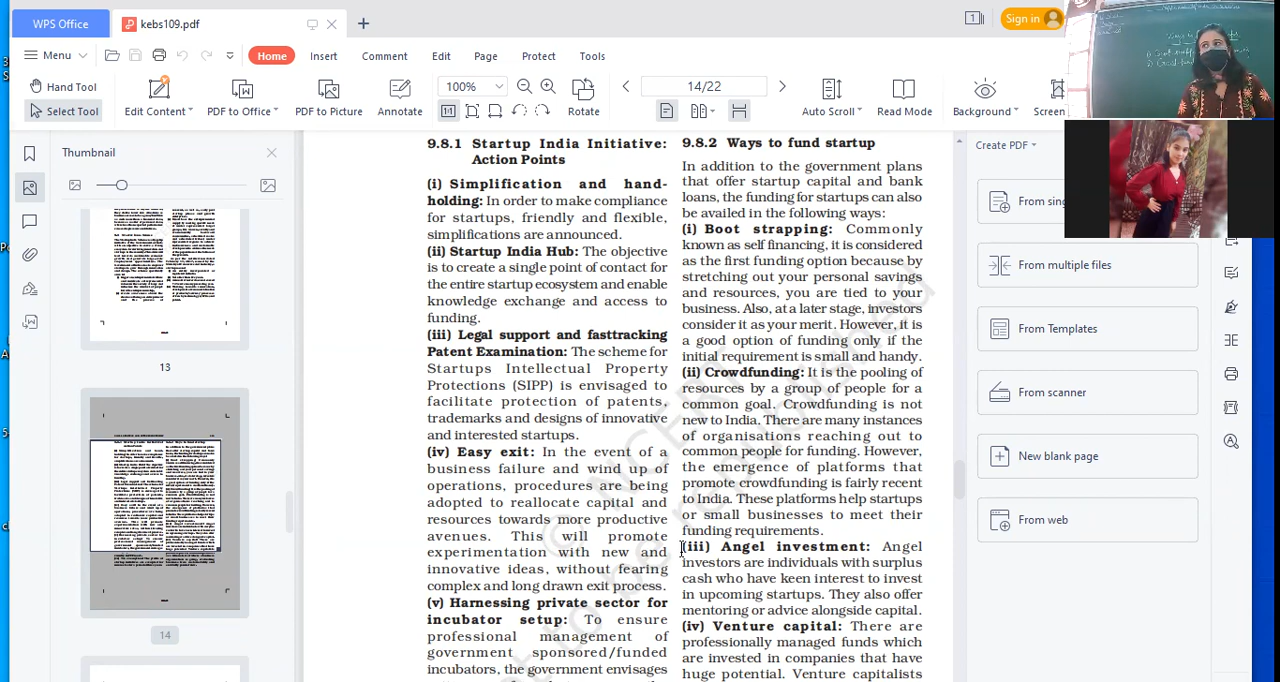 WPS Office
kebs109.pdf
Sign in
Menu
Home
Insert
Comment
Edit
Page
Protect
Tools
Hand Tool
Select Tool
Edit Content
PDF to Office
PDF to Picture
Annotate
100%
Rotate
14/22
Auto Scroll
Read Mode
Background
Screen
Thumbnail
13
14
9.8.1 Startup India Initiative:
Action Points
(i) Simplification and hand-
holding: In order to make compliance
for startups, friendly and flexible,
simplifications are announced.
(ii) Startup India Hub: The objective
is to create a single point of contact for
the entire startup ecosystem and enable
knowledge exchange and access to
funding.
(iii) Legal support and fasttracking
Patent Examination: The scheme for
Startups Intellectual Property
Protections (SIPP) is envisaged to
facilitate protection of patents,
trademarks and designs of innovative
and interested startups.
(iv) Easy exit: In the event of a
business failure and wind up of
operations, procedures are being
adopted to reallocate capital and
resources towards more productive
avenues. This will promote
experimentation with new and
innovative ideas, without fearing
complex and long drawn exit process.
(v) Harnessing private sector for
incubator setup: To ensure
professional management of
government sponsored/funded
incubators, the government envisages
9.8.2 Ways to fund startup
In addition to the government plans
that offer startup capital and bank
loans, the funding for startups can also
be availed in the following ways:
(i) Boot strapping: Commonly
known as self financing, it is considered
as the first funding option because by
stretching out your personal savings
and resources, you are tied to your
business. Also, at a later stage, investors
consider it as your merit. However, it is
a good option of funding only if the
initial requirement is small and handy.
(ii) Crowdfunding: It is the pooling of
resources by a group of people for a
common goal. Crowdfunding is not
new to India. There are many instances
of organisations reaching out to
common people for funding. However,
the emergence of platforms that
promote crowdfunding is fairly recent
to India. These platforms help startups
or small businesses to meet their
funding requirements.
(iii) Angel investment: Angel
investors are individuals with surplus
cash who have keen interest to invest
in upcoming startups. They also offer
mentoring or advice alongside capital.
(iv) Venture capital: There are
professionally managed funds which
are invested in companies that have
huge potential. Venture capitalists
© NCERT
to be republished
Create PDF
From sing
From multiple files
From Templates
From scanner
New blank page
From web